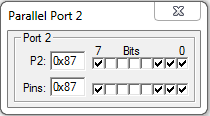 Parallel Port 2
Port 2
7 Bits 0
P2: 0x87
Pins: 0x87